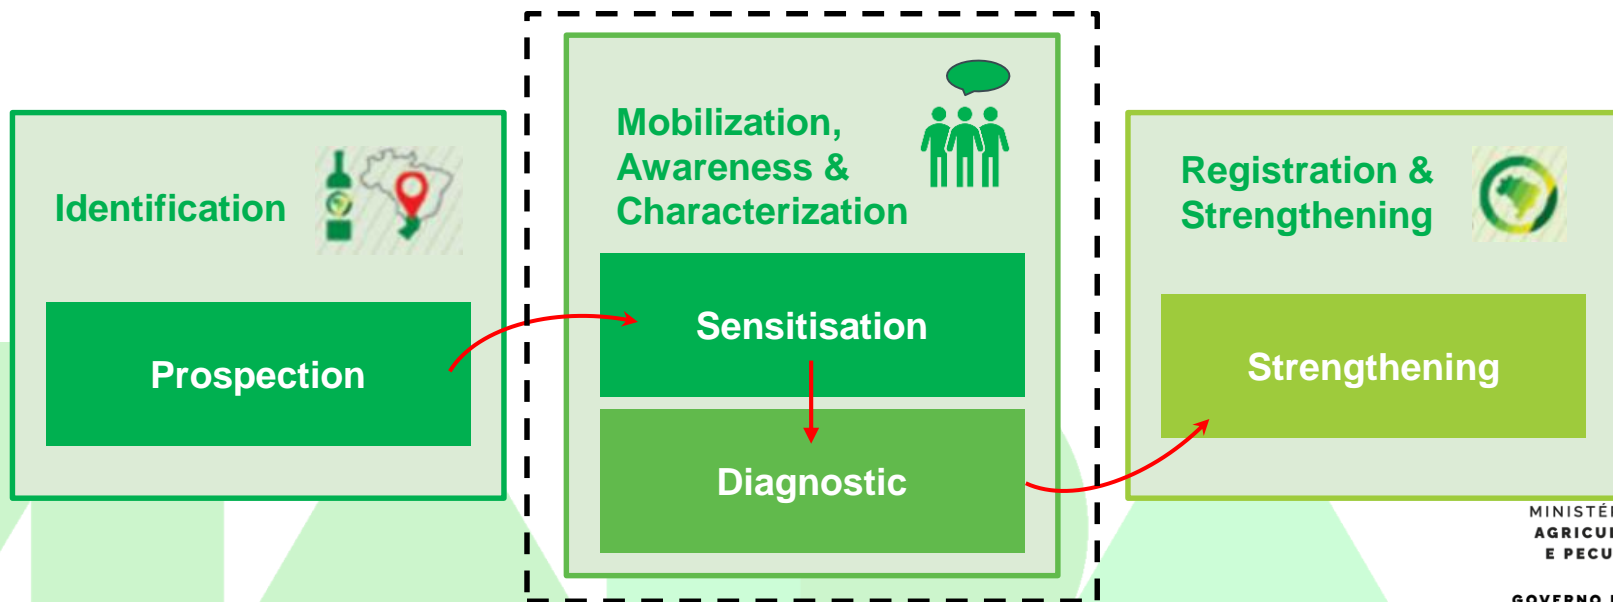 Identification
Prospection
Mobilization,
Awareness &
Characterization
Sensitisation
Diagnostic
Registration &
Strengthening
Strengthening
E